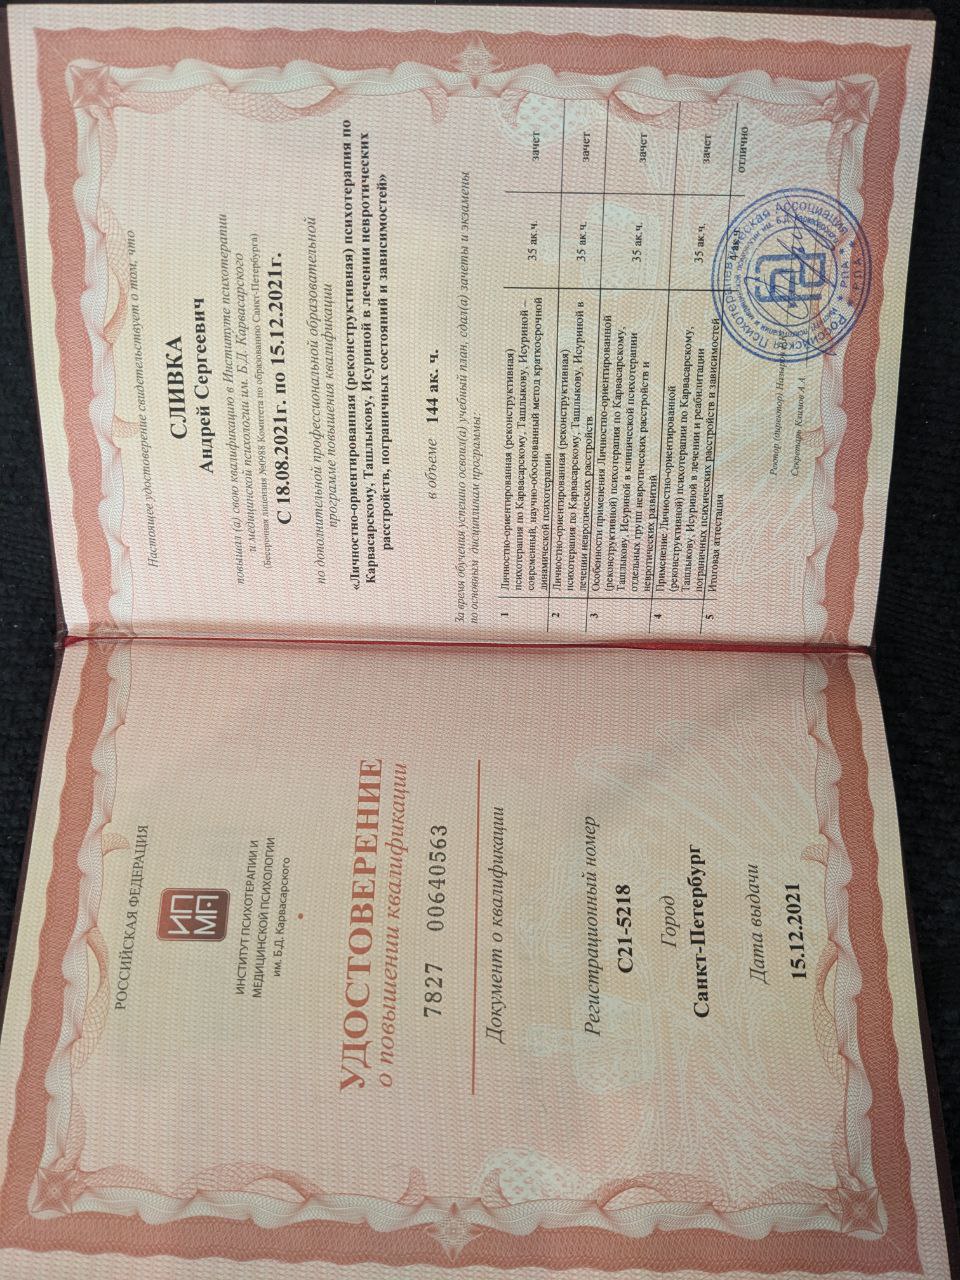 РОССИЙСКАЯ ФЕДЕРАЦИЯ
ИП
МП
ИНСТИТУТ ПСИХОТЕРАПИИ И
МЕДИЦИНСКОЙ ПСИХОЛОГИИ
им. Б.Д. Карвасарского
УДОСТОВЕРЕНИЕ
о повышении квалификации
7827 00640563
Документ о квалификации
Регистрационный номер
С21-5218
Город
Санкт-Петербург
Дата выдачи
15.12.2021
Настоящее удостоверение свидетельствует о том, что
СЛИВКА
Андрей Сергеевич
повышал (а) свою квалификацию в Институте психотерапии
и медицинской психологии им. Б.Д. Карвасарского
(Бессрочная лицензия №0988 Комитета по образованию Санкт-Петербурга)
С 18.08.2021г. по 15.12.2021г.
по дополнительной профессиональной образовательной
программе повышения квалификации
«Личностно-ориентированная (реконструктивная) психотерапия по
Карвасарскому, Ташлыкову, Исуриной в лечении невротических
расстройств, пограничных состояний и зависимостей»
в объеме 144 ак. ч.
За время обучения успешно освоил(а) учебный план, сдал(а) зачеты и экзамены
по основным дисциплинам программы:
1 Личностно-ориентированная (реконструктивная)
психотерапия по Карвасарскому, Ташлыкову, Исуриной –
современный, научно-обоснованный метод краткосрочной
динамической психотерапии
35 ак.ч. зачет
2 Личностно-ориентированная (реконструктивная)
психотерапия по Карвасарскому, Ташлыкову, Исуриной в
лечении невротических расстройств
35 ак.ч. зачет
3 Особенности применения Личностно-ориентированной
(реконструктивной) психотерапия по Карвасарскому,
Ташлыкову, Исуриной в клинической психотерапии
отдельных групп невротических расстройств и
невротических развитий
35 ак.ч. зачет
4 Применение Личностно-ориентированной
(реконструктивной) психотерапии по Карвасарскому,
Ташлыкову, Исуриной в лечении и реабилитации
пограничных психических расстройств и зависимостей
35 ак.ч. зачет
5 Итоговая аттестация 4 ак.ч. отлично
Ректор (директор) Назыров
Секретарь Климов А.А.
Российская Психотерапевтическая Ассоциация
РПА
РПА